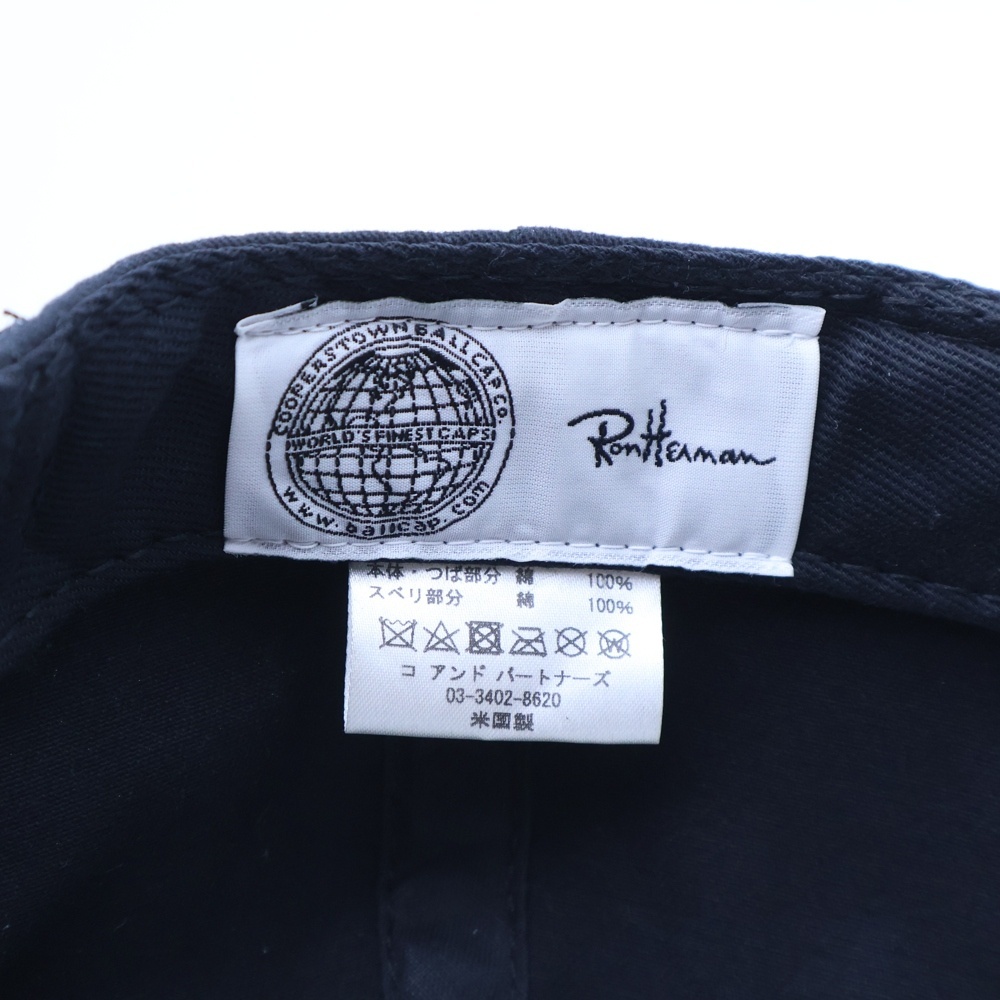 COOPERSTOWN BALL CAP Co.
WORLD'S FINEST CAPS
www.ballcap.com
RonHerman
本体・つば部分 綿 100%
スベリ部分 綿 100%
W
コ アンド パートナーズ
03-3402-8620
米国製